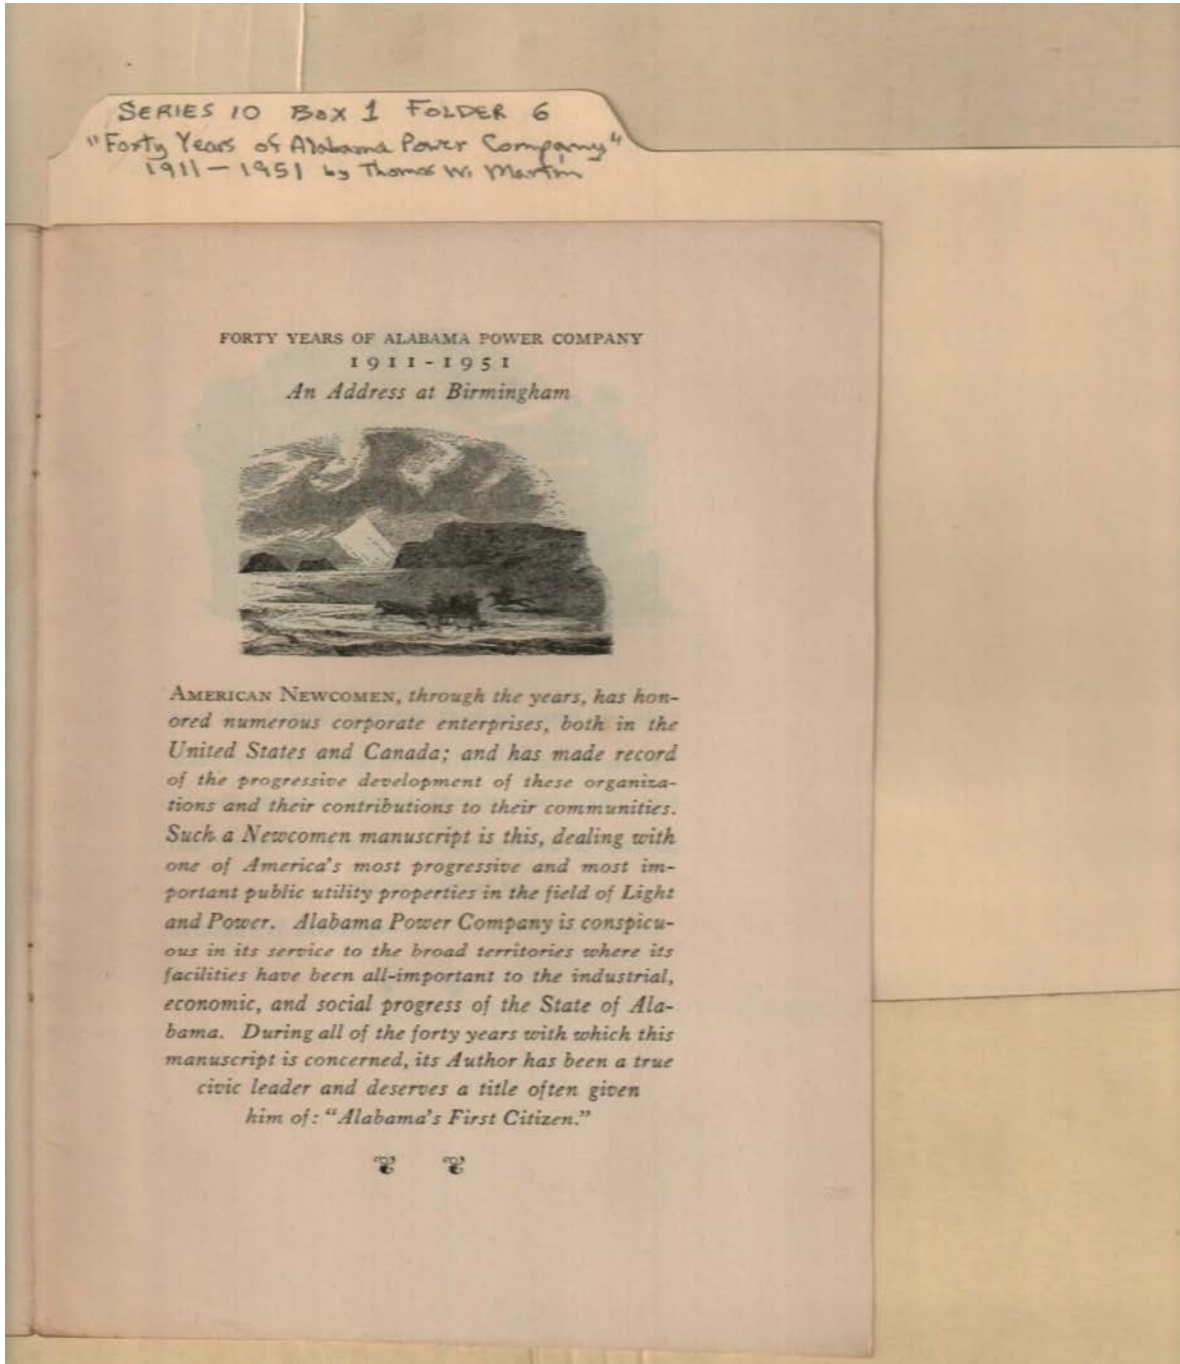 SERIES 10 BOX 1 FOLDER 6
"Forty Years of Alabama Power Company"
1911-1951 by Thomas W. Martin
FORTY YEARS OF ALABAMA POWER COMPANY
1911-1951
An Address at Birmingham
AMERICAN NEWCOMEN, through the years, has hon-
ored numerous corporate enterprises, both in the
United States and Canada; and has made record
of the progressive development of these organiza-
tions and their contributions to their communities.
Such a Newcomen manuscript is this, dealing with
one of America's most progressive and most im-
portant public utility properties in the field of Light
and Power. Alabama Power Company is conspicu-
ous in its service to the broad territories where its
facilities have been all-important to the industrial,
economic, and social progress of the State of Ala-
bama. During all of the forty years with which this
manuscript is concerned, its Author has been a true
civic leader and deserves a title often given
him of: "Alabama's First Citizen."